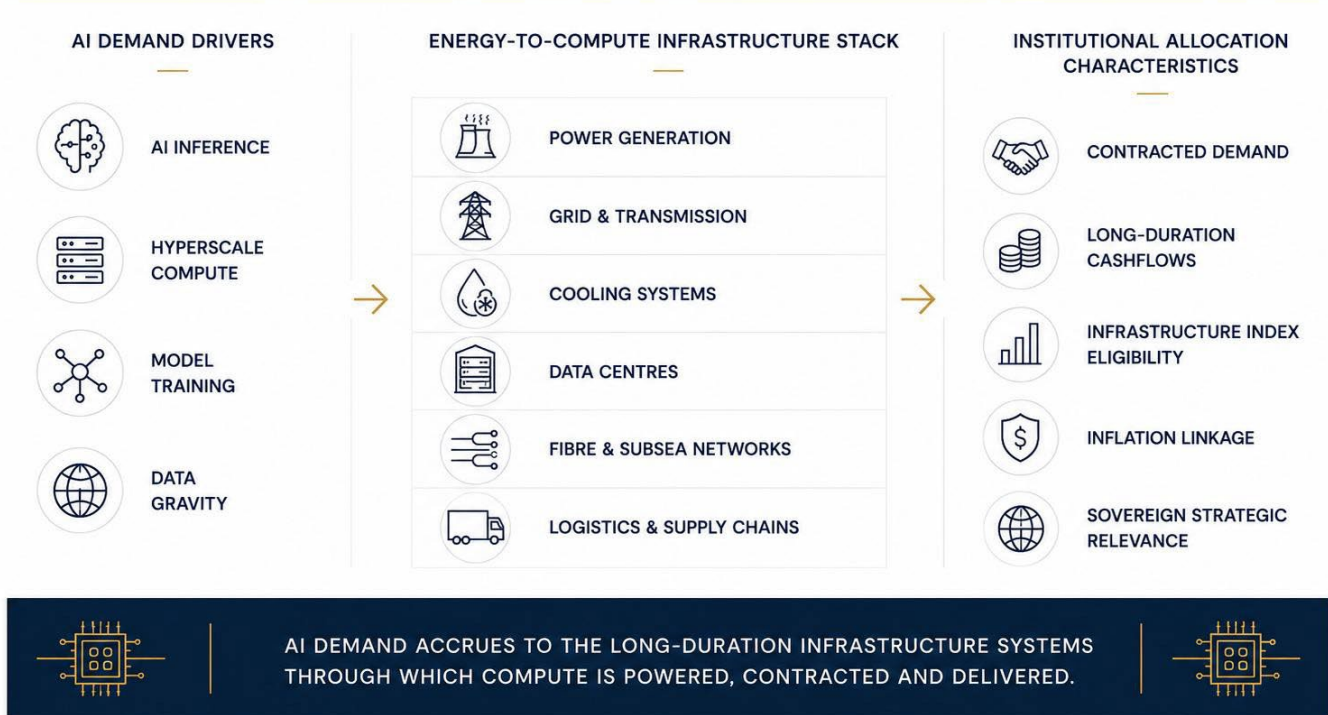 AI DEMAND DRIVERS
AI INFERENCE
HYPERSCALE
COMPUTE
MODEL
TRAINING
DATA
GRAVITY
ENERGY-TO-COMPUTE INFRASTRUCTURE STACK
POWER GENERATION
GRID & TRANSMISSION
COOLING SYSTEMS
DATA CENTRES
FIBRE & SUBSEA NETWORKS
LOGISTICS & SUPPLY CHAINS
INSTITUTIONAL ALLOCATION
CHARACTERISTICS
CONTRACTED DEMAND
LONG-DURATION
CASHFLOWS
INFRASTRUCTURE INDEX
ELIGIBILITY
$
INFLATION LINKAGE
SOVEREIGN STRATEGIC
RELEVANCE
AI DEMAND ACCRUES TO THE LONG-DURATION INFRASTRUCTURE SYSTEMS
THROUGH WHICH COMPUTE IS POWERED, CONTRACTED AND DELIVERED.